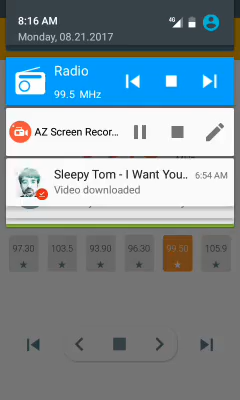 8:16 AM
4G
Monday, 08.21.2017
Radio
99.5 MHz
AZ Screen Recor...
Sleepy Tom - I Want You.. 6:54 AM
Video downloaded
97.30 103.5 93.90 96.30 99.50 105.9